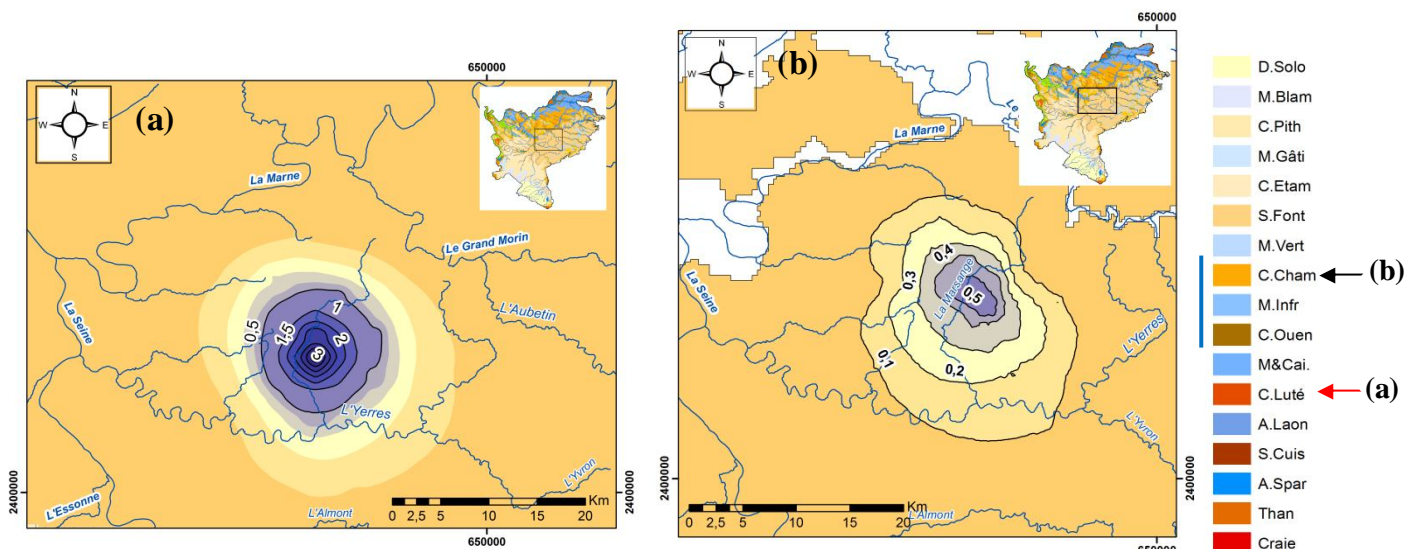 650000
N
W E
S
(a)
La Marne
Le Grand Morin
La Seine
L'Aubetin
0,5
1,5
1
2
3
L'Yerres
L'Yvron
L'Essonne
L'Almont
Km
0 2,5 5 10 15 20
2400000
2400000
650000
650000
N
W E
S
(b)
La Marne
Le
La Seine
La Marsange
0,4
0,3
0,5
0,1
0,2
L'Yerres
L'Yvron
L'Almont
Km
0 2,5 5 10 15 20
2400000
650000
D.Solo
M.Blam
C.Pith
M.Gâti
C.Etam
S.Font
M.Vert
C.Cham (b)
M.Infr
C.Ouen
M&Cai.
C.Luté (a)
A.Laon
S.Cuis
A.Spar
Than
Craie